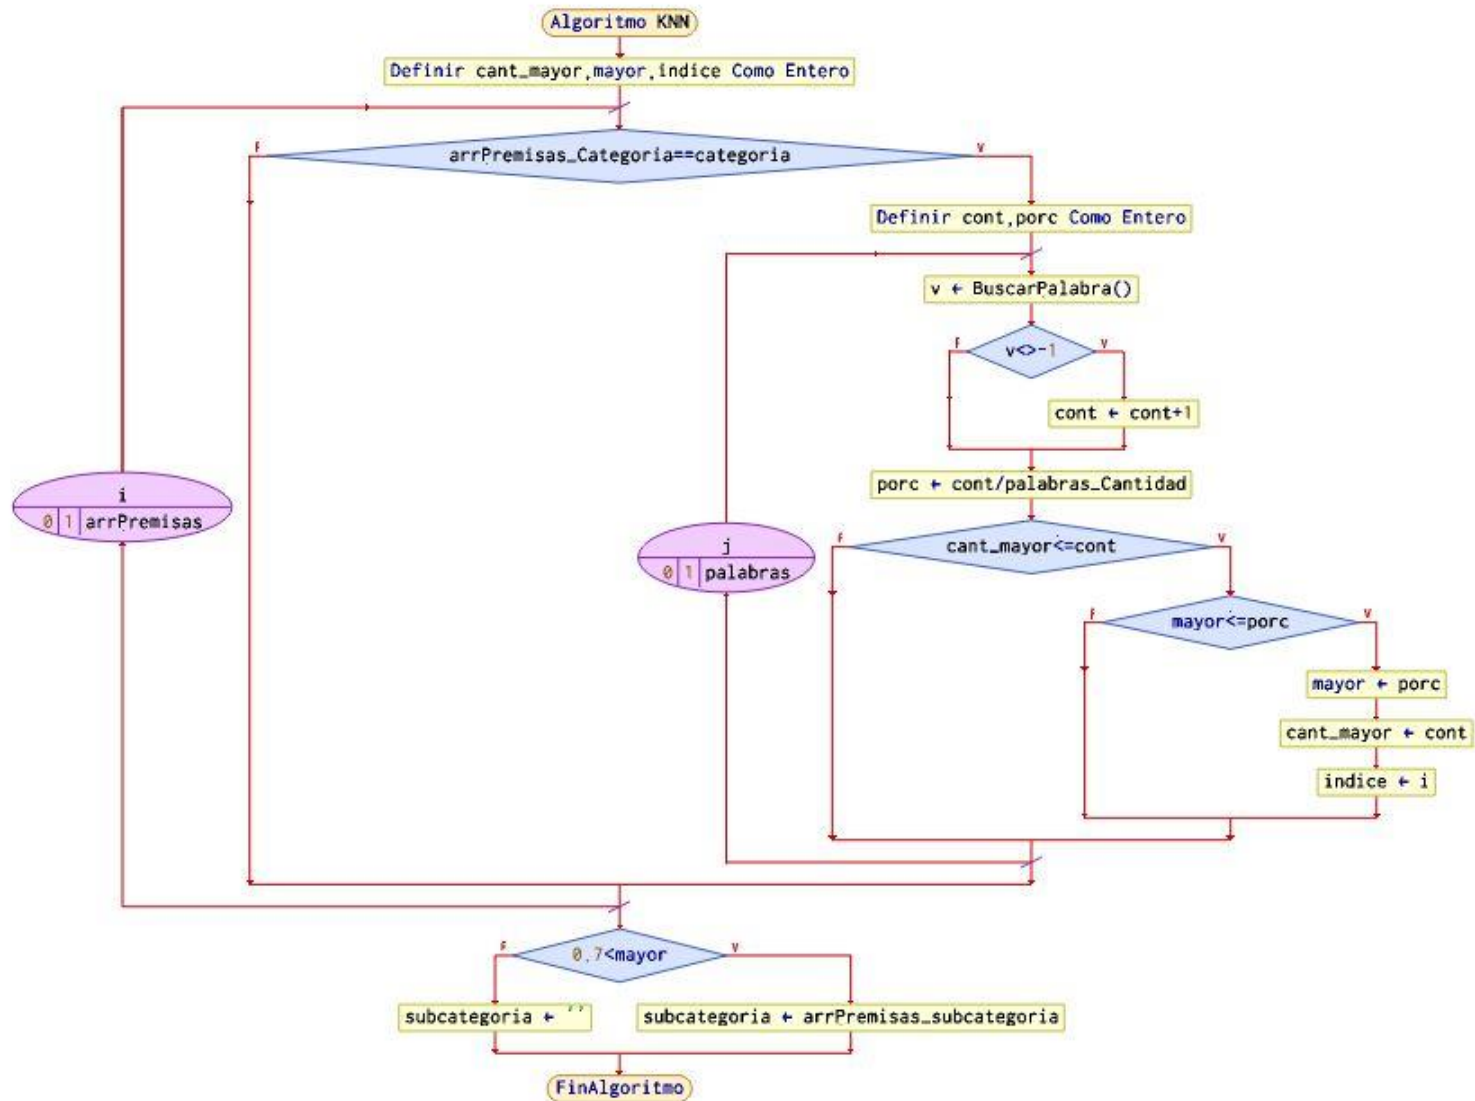 Algoritmo KNN
Definir cant_mayor,mayor,indice Como Entero
F
arrPremisas_Categoria==categoria
V
Definir cont,porc Como Entero
v ← BuscarPalabra()
F
v<>-1
V
cont ← cont+1
i
0 1 arrPremisas
porc ← cont/palabras_Cantidad
j
0 1 palabras
F
cant_mayor<=cont
V
F
mayor<=porc
V
mayor ← porc
cant_mayor ← cont
indice ← i
F
0.7<mayor
V
subcategoria ← ''
subcategoria ← arrPremisas_subcategoria
FinAlgoritmo